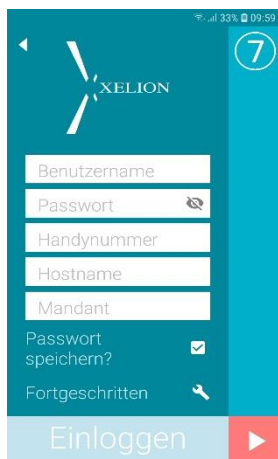 33% 09:59
7
XELION
Benutzername
Passwort
Handynummer
Hostname
Mandant
Passwort
speichern?
Fortgeschritten
Einloggen